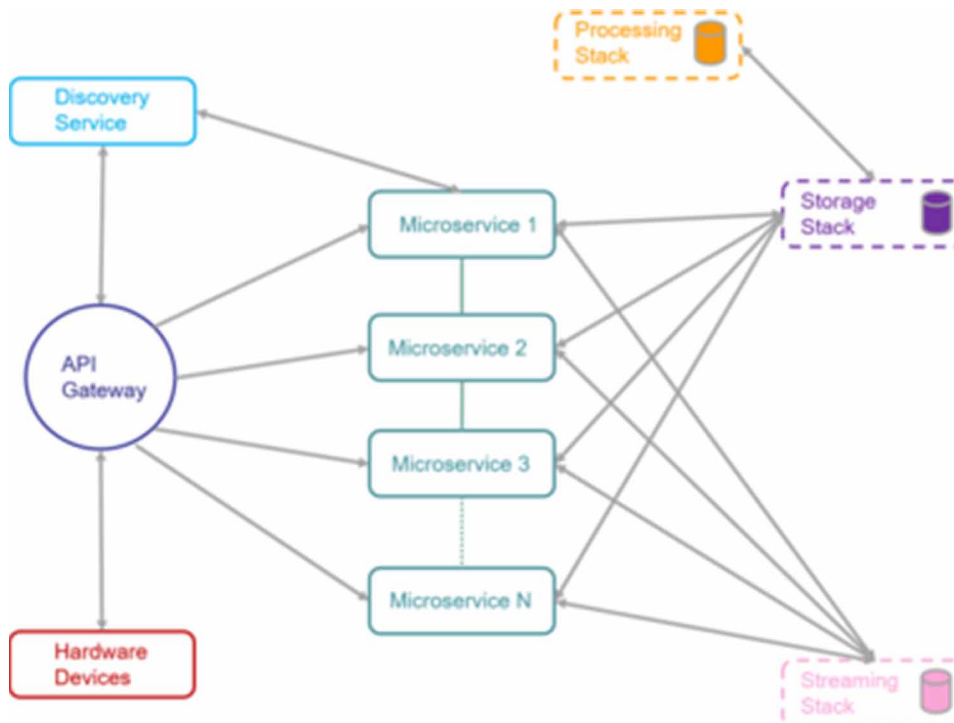 Processing
Stack
Discovery
Service
Storage
Stack
Microservice 1
Microservice 2
API
Gateway
Microservice 3
Microservice N
Hardware
Devices
Streaming
Stack